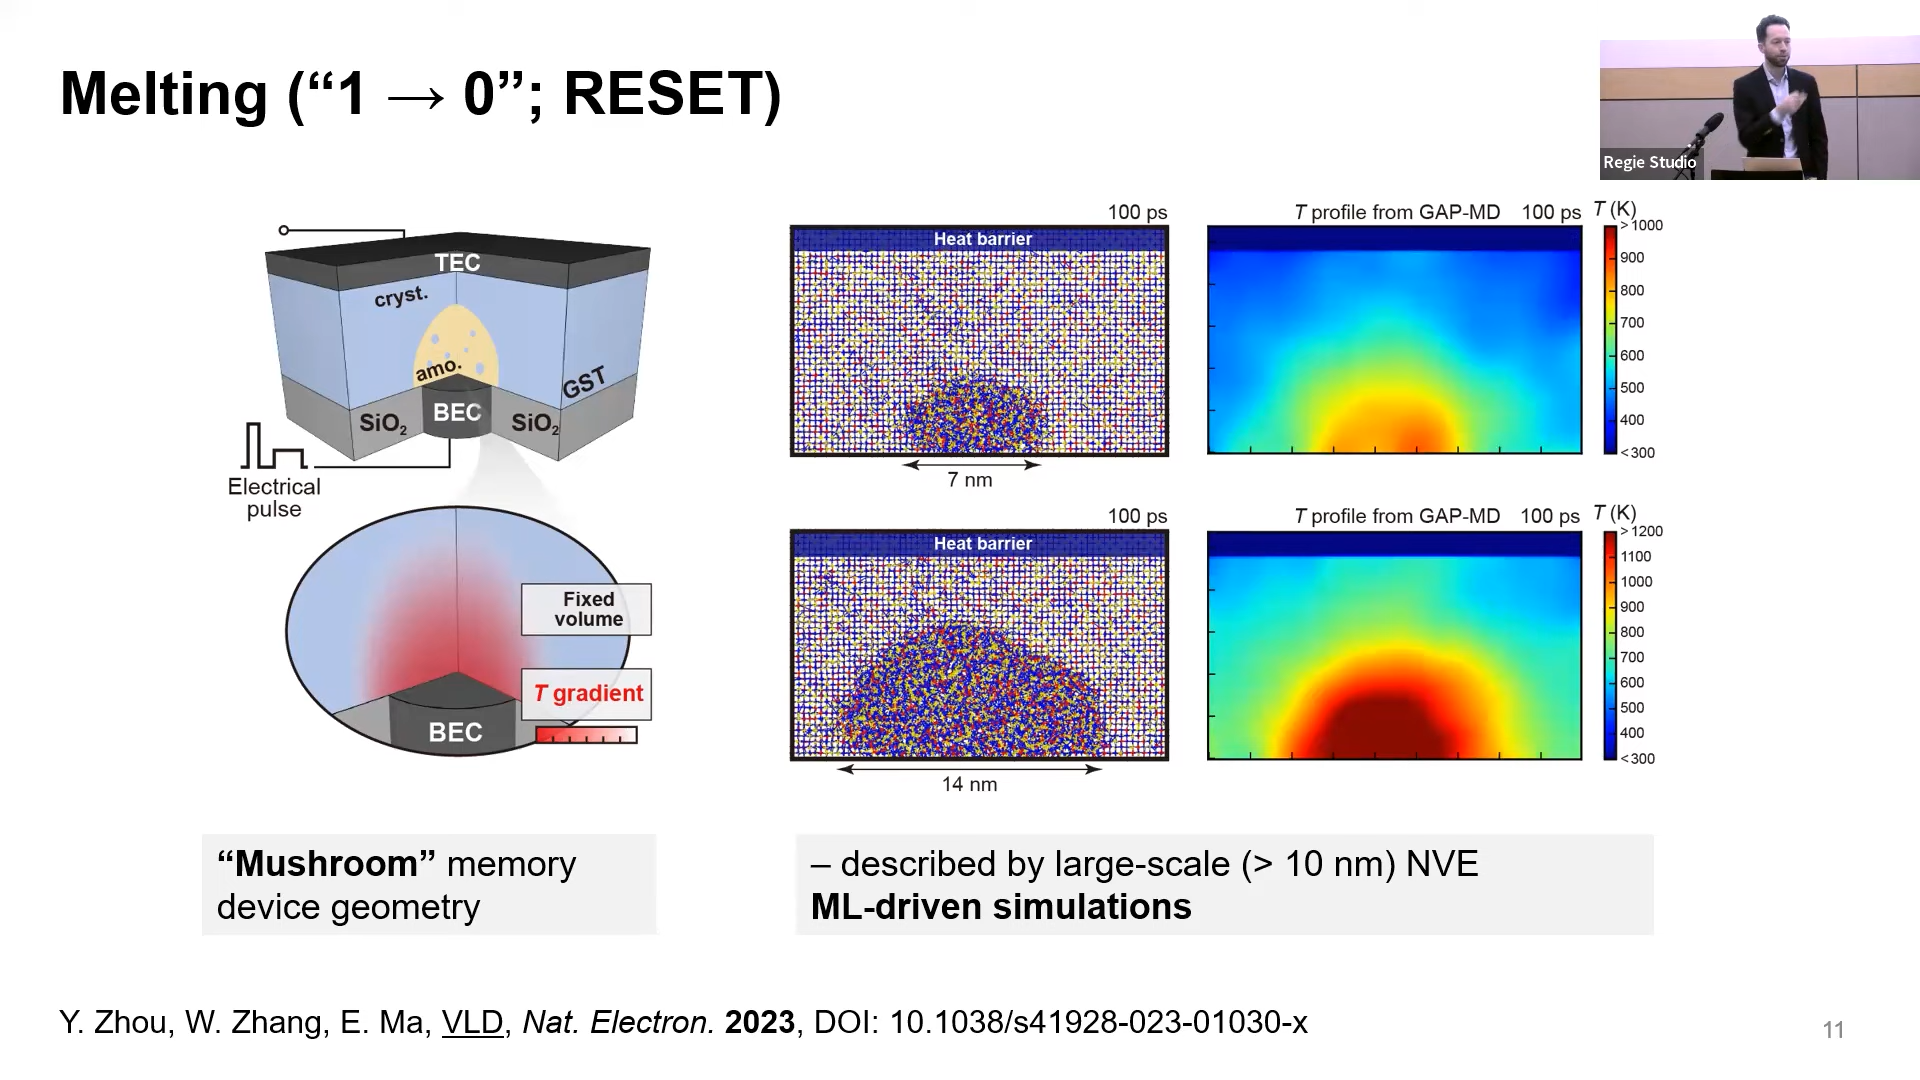 Melting (“1 → 0”; RESET)
Regie Studio
TEC
cryst.
amo.
GST
SiO2
BEC
SiO2
Electrical
pulse
Fixed
volume
T gradient
BEC
100 ps
Heat barrier
7 nm
T profile from GAP-MD 100 ps
T (K)
>1000
900
800
700
600
500
400
<300
100 ps
Heat barrier
14 nm
T profile from GAP-MD 100 ps
T (K)
>1200
1100
1000
900
800
700
600
500
400
<300
“Mushroom” memory
device geometry
– described by large-scale (> 10 nm) NVE
ML-driven simulations
Y. Zhou, W. Zhang, E. Ma, VLD, Nat. Electron. 2023, DOI: 10.1038/s41928-023-01030-x
11